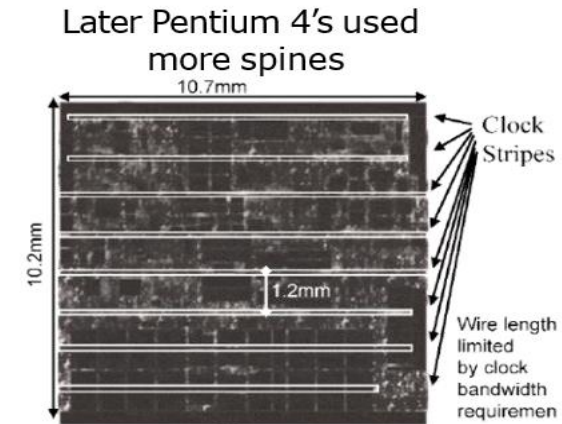 Later Pentium 4’s used
more spines
10.7mm
Clock
Stripes
10.2mm
1.2mm
Wire length
limited
by clock
bandwidth
requiremen